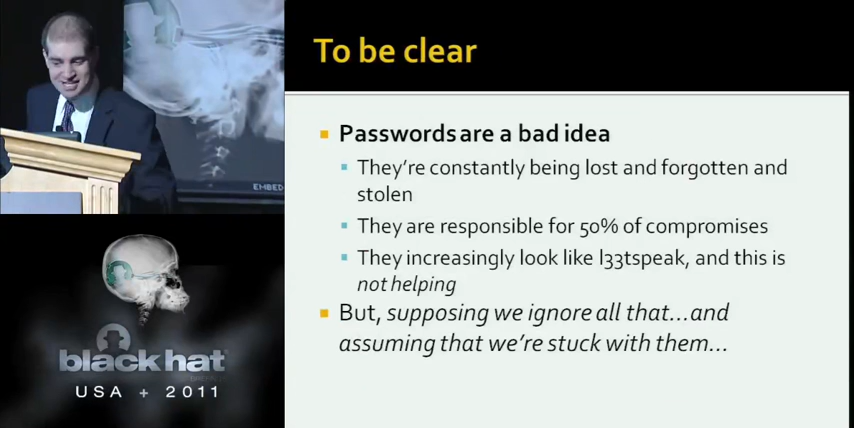 To be clear
Passwords are a bad idea
They're constantly being lost and forgotten and
stolen
They are responsible for 50% of compromises
They increasingly look like l33tspeak, and this is
not helping
But, supposing we ignore all that...and
assuming that we're stuck with them...
EMBED
black hat
USA + 2011